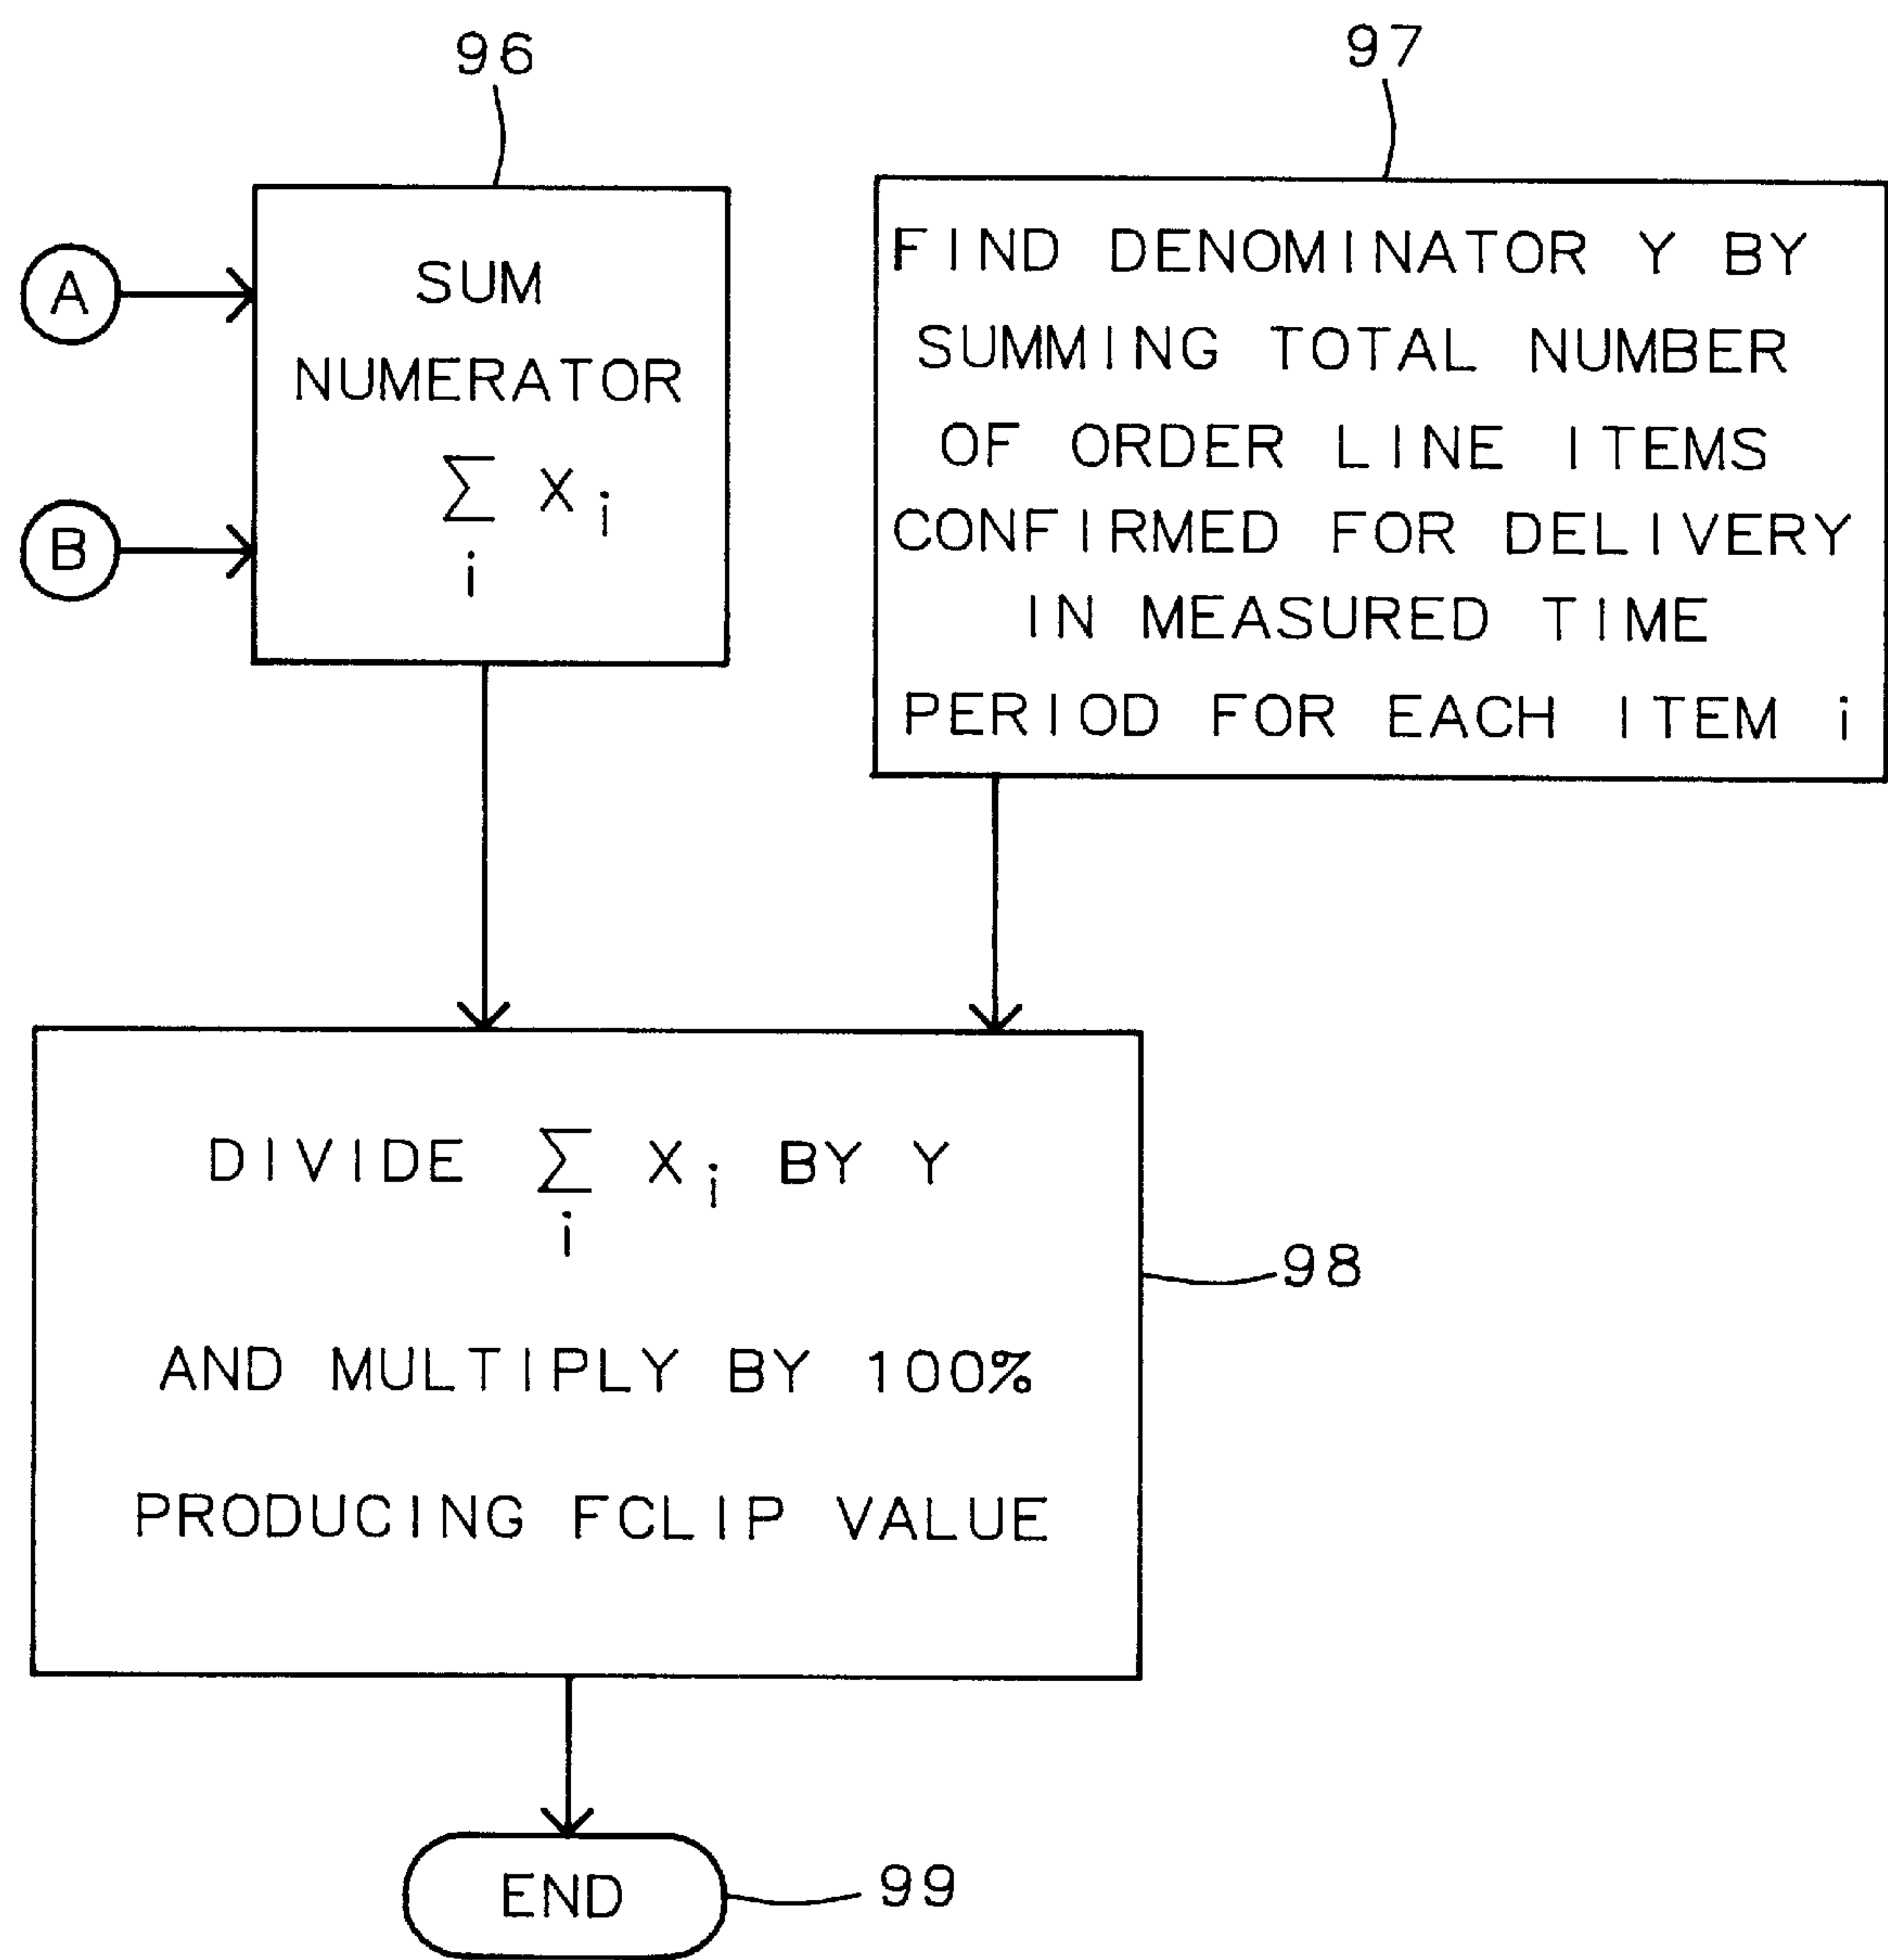 96
97
A
B
SUM
NUMERATOR
∑ X i
i
FIND DENOMINATOR Y BY
SUMMING TOTAL NUMBER
OF ORDER LINE ITEMS
CONFIRMED FOR DELIVERY
IN MEASURED TIME
PERIOD FOR EACH ITEM i
DIVIDE ∑ X i BY Y
i
AND MULTIPLY BY 100%
PRODUCING FCLIP VALUE
98
END
99